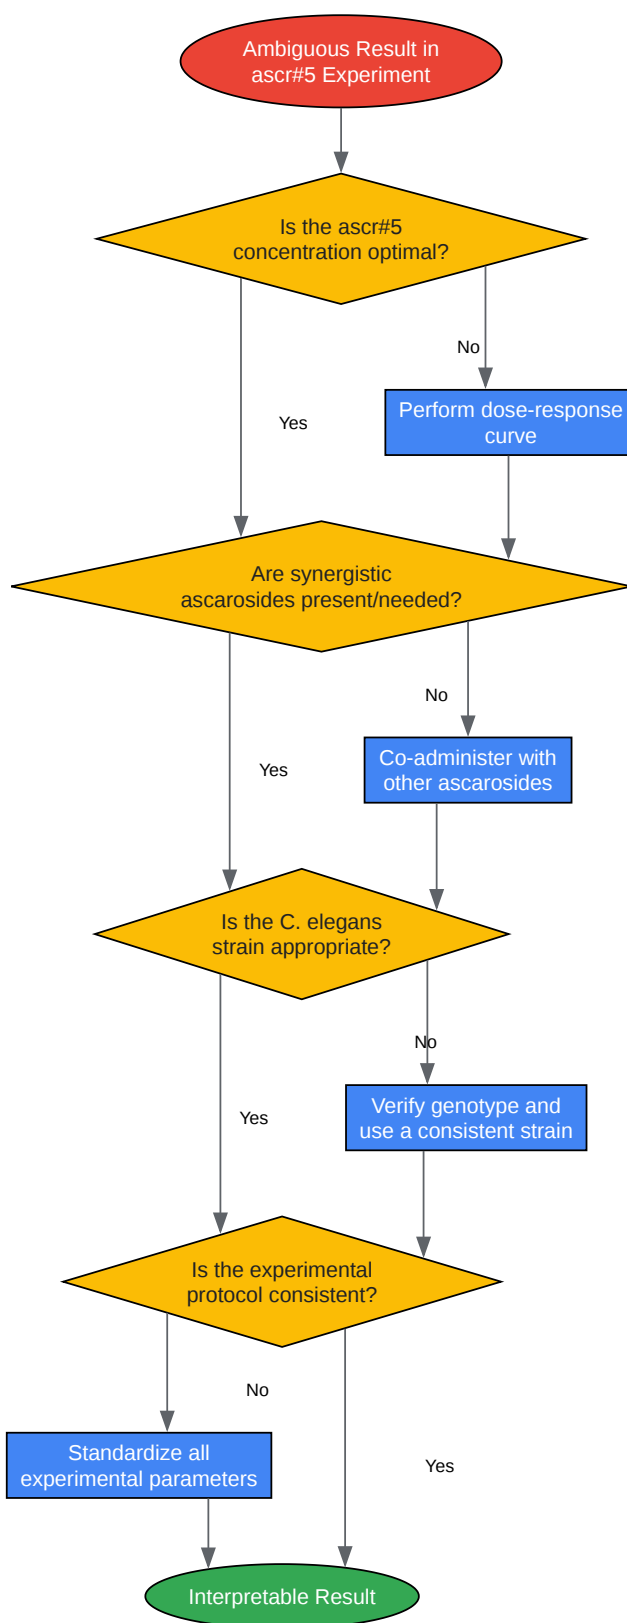 Ambiguous Result in
ascr#5 Experiment
Is the ascr#5
concentration optimal?
No
Perform dose-response
curve
Yes
Are synergistic
ascarosides present/needed?
No
Co-administer with
other ascarosides
Yes
Is the C. elegans
strain appropriate?
No
Verify genotype and
use a consistent strain
Yes
Is the experimental
protocol consistent?
No
Standardize all
experimental parameters
Yes
Interpretable Result